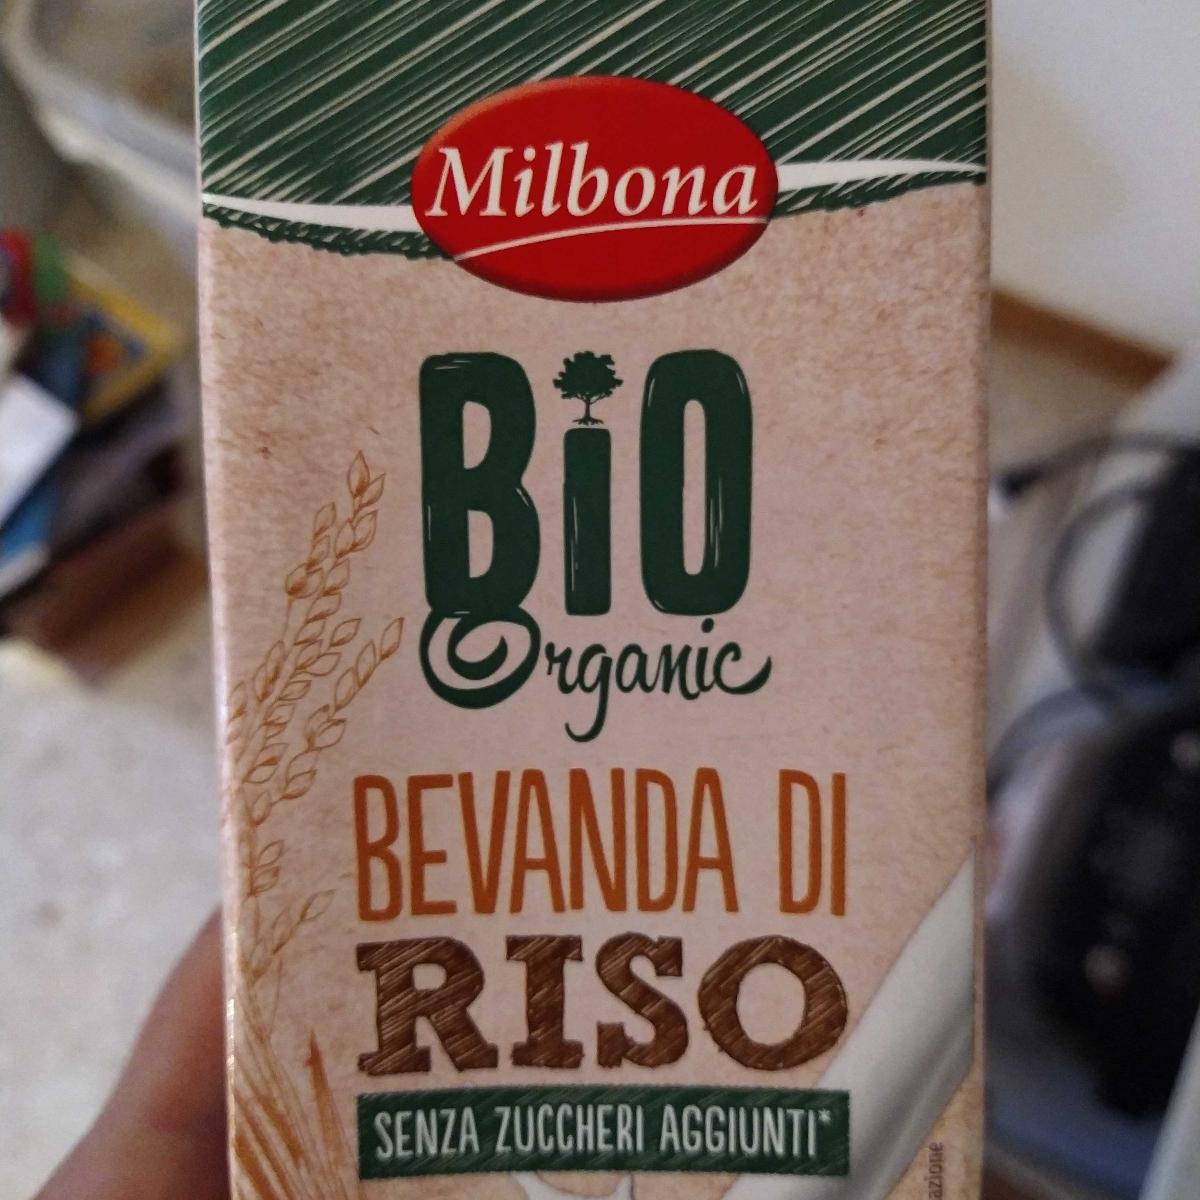 Milbona
BiO
Organic
BEVANDA DI
RISO
SENZA ZUCCHERI AGGIUNTI*